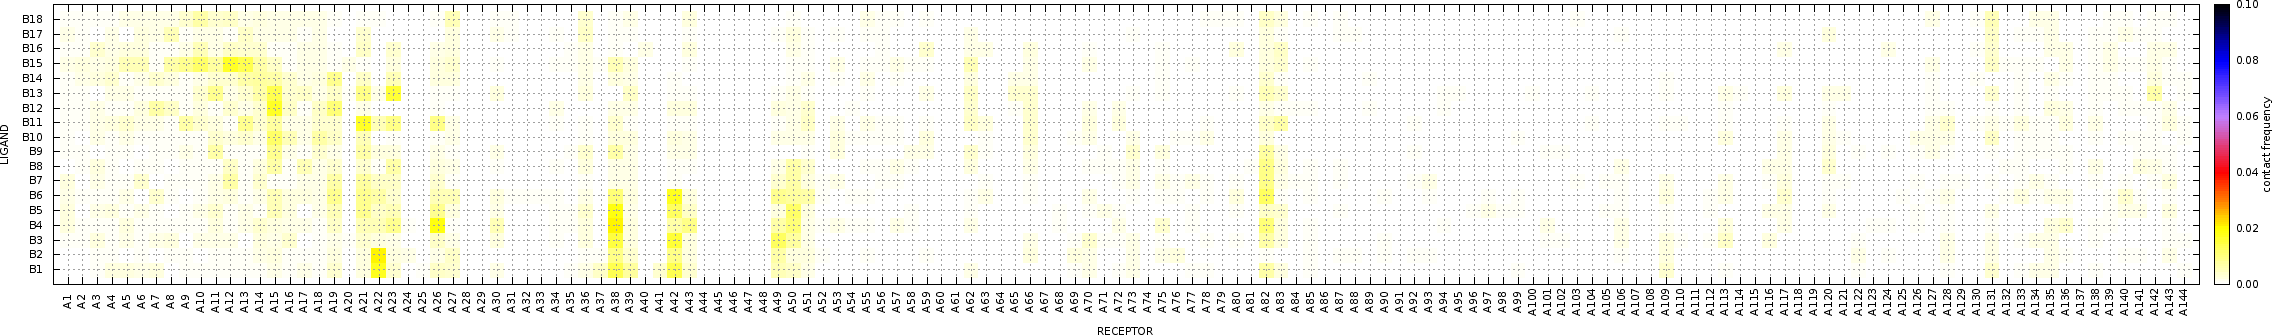 B18
B17
B16
B15
B14
B13
B12
B11
B10
B9
B8
B7
B6
B5
B4
B3
B2
B1
LIGAND
A1 A2 A3 A4 A5 A6 A7 A8 A9 A10 A11 A12 A13 A14 A15 A16 A17 A18 A19 A20 A21 A22 A23 A24 A25 A26 A27 A28 A29 A30 A31 A32 A33 A34 A35 A36 A37 A38 A39 A40 A41 A42 A43 A44 A45 A46 A47 A48 A49 A50 A51 A52 A53 A54 A55 A56 A57 A58 A59 A60 A61 A62 A63 A64 A65 A66 A67 A68 A69 A70 A71 A72 A73 A74 A75 A76 A77 A78 A79 A80 A81 A82 A83 A84 A85 A86 A87 A88 A89 A90 A91 A92 A93 A94 A95 A96 A97 A98 A99 A100 A101 A102 A103 A104 A105 A106 A107 A108 A109 A110 A111 A112 A113 A114 A115 A116 A117 A118 A119 A120 A121 A122 A123 A124 A125 A126 A127 A128 A129 A130 A131 A132 A133 A134 A135 A136 A137 A138 A139 A140 A141 A142 A143 A144
RECEPTOR
0.10
0.08
0.06
0.04
0.02
0.00
contact frequency